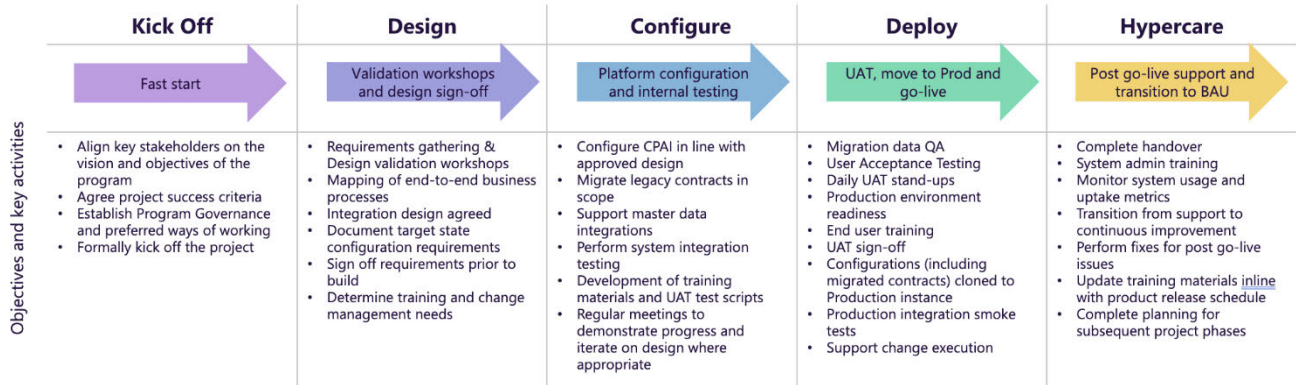 Kick Off
Design
Configure
Deploy
Hypercare
Fast start
Validation workshops
and design sign-off
Platform configuration
and internal testing
UAT, move to Prod and
go-live
Post go-live support and
transition to BAU
Objectives and key activities
• Align key stakeholders on the
vision and objectives of the
program
• Agree project success criteria
• Establish Program Governance
and preferred ways of working
• Formally kick off the project
• Requirements gathering &
Design validation workshops
• Mapping of end-to-end business
processes
• Integration design agreed
• Document target state
configuration requirements
• Sign off requirements prior to
build
• Determine training and change
management needs
• Configure CPAI in line with
approved design
• Migrate legacy contracts in
scope
• Support master data
integrations
• Perform system integration
testing
• Development of training
materials and UAT test scripts
• Regular meetings to
demonstrate progress and
iterate on design where
appropriate
• Migration data QA
• User Acceptance Testing
• Daily UAT stand-ups
• Production environment
readiness
• End user training
• UAT sign-off
• Configurations (including
migrated contracts) cloned to
Production instance
• Production integration smoke
tests
• Support change execution
• Complete handover
• System admin training
• Monitor system usage and
uptake metrics
• Transition from support to
continuous improvement
• Perform fixes for post go-live
issues
• Update training materials inline
with product release schedule
• Complete planning for
subsequent project phases